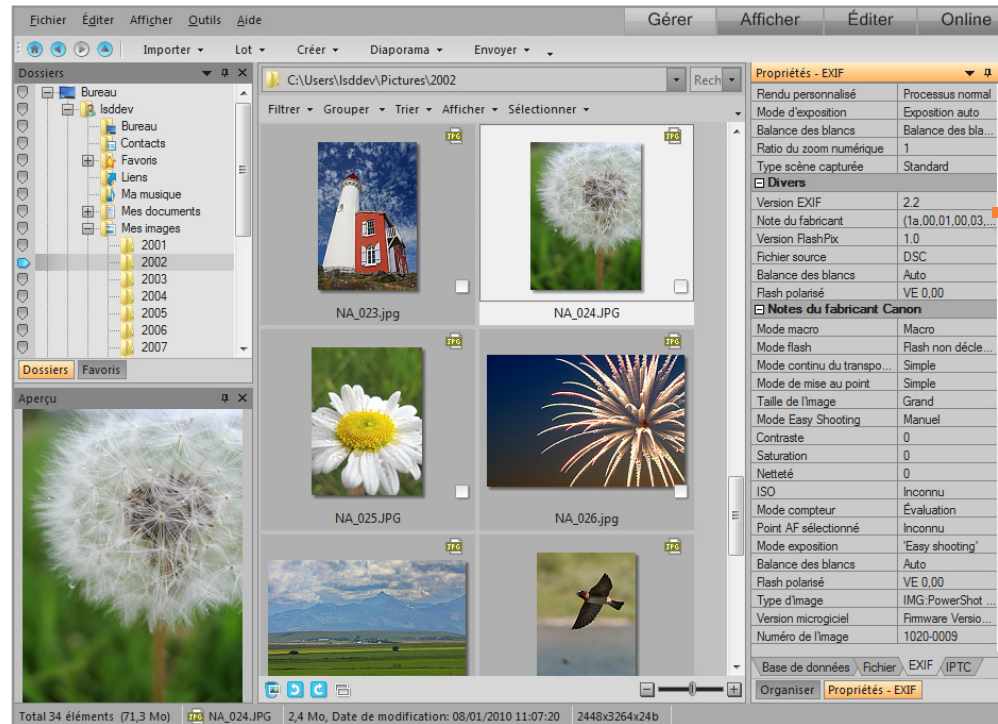 Fichier Éditer Afficher Outils Aide
Gérer Afficher Éditer Online
Importer Lot Créer Diaporama Envoyer
Dossiers
Bureau
lsddev
Bureau
Contacts
Favoris
Liens
Ma musique
Mes documents
Mes images
2001
2002
2003
2004
2005
2006
2007
Dossiers Favoris
Aperçu
C:\Users\lsddev\Pictures\2002
Rech
Filtrer Grouper Trier Afficher Sélectionner
JPG
JPG
NA_023.jpg
NA_024.JPG
JPG
JPG
NA_025.JPG
NA_026.jpg
JPG
JPG
Propriétés - EXIF
Rendu personnalisé Processus normal
Mode d'exposition Exposition auto
Balance des blancs Balance des bla...
Ratio du zoom numérique 1
Type scène capturée Standard
Divers
Version EXIF 2.2
Note du fabricant (1a,00,01,00,03,...
Version FlashPix 1.0
Fichier source DSC
Balance des blancs Auto
Flash polarisé VE 0,00
Notes du fabricant Canon
Mode macro Macro
Mode flash Flash non décle...
Mode continu du transpo... Simple
Mode de mise au point Simple
Taille de l'image Grand
Mode Easy Shooting Manuel
Contraste 0
Saturation 0
Netteté 0
ISO Inconnu
Mode compteur Évaluation
Point AF sélectionné Inconnu
Mode exposition 'Easy shooting'
Balance des blancs Auto
Flash polarisé VE 0,00
Type d'image IMG:PowerShot ...
Version microgiciel Firmware Versio...
Numéro de l'image 1020-0009
Base de données Fichier EXIF IPTC
Organiser Propriétés - EXIF
Total 34 éléments (71,3 Mo) JPG NA_024.JPG 2,4 Mo, Date de modification: 08/01/2010 11:07:20 2448x3264x24b